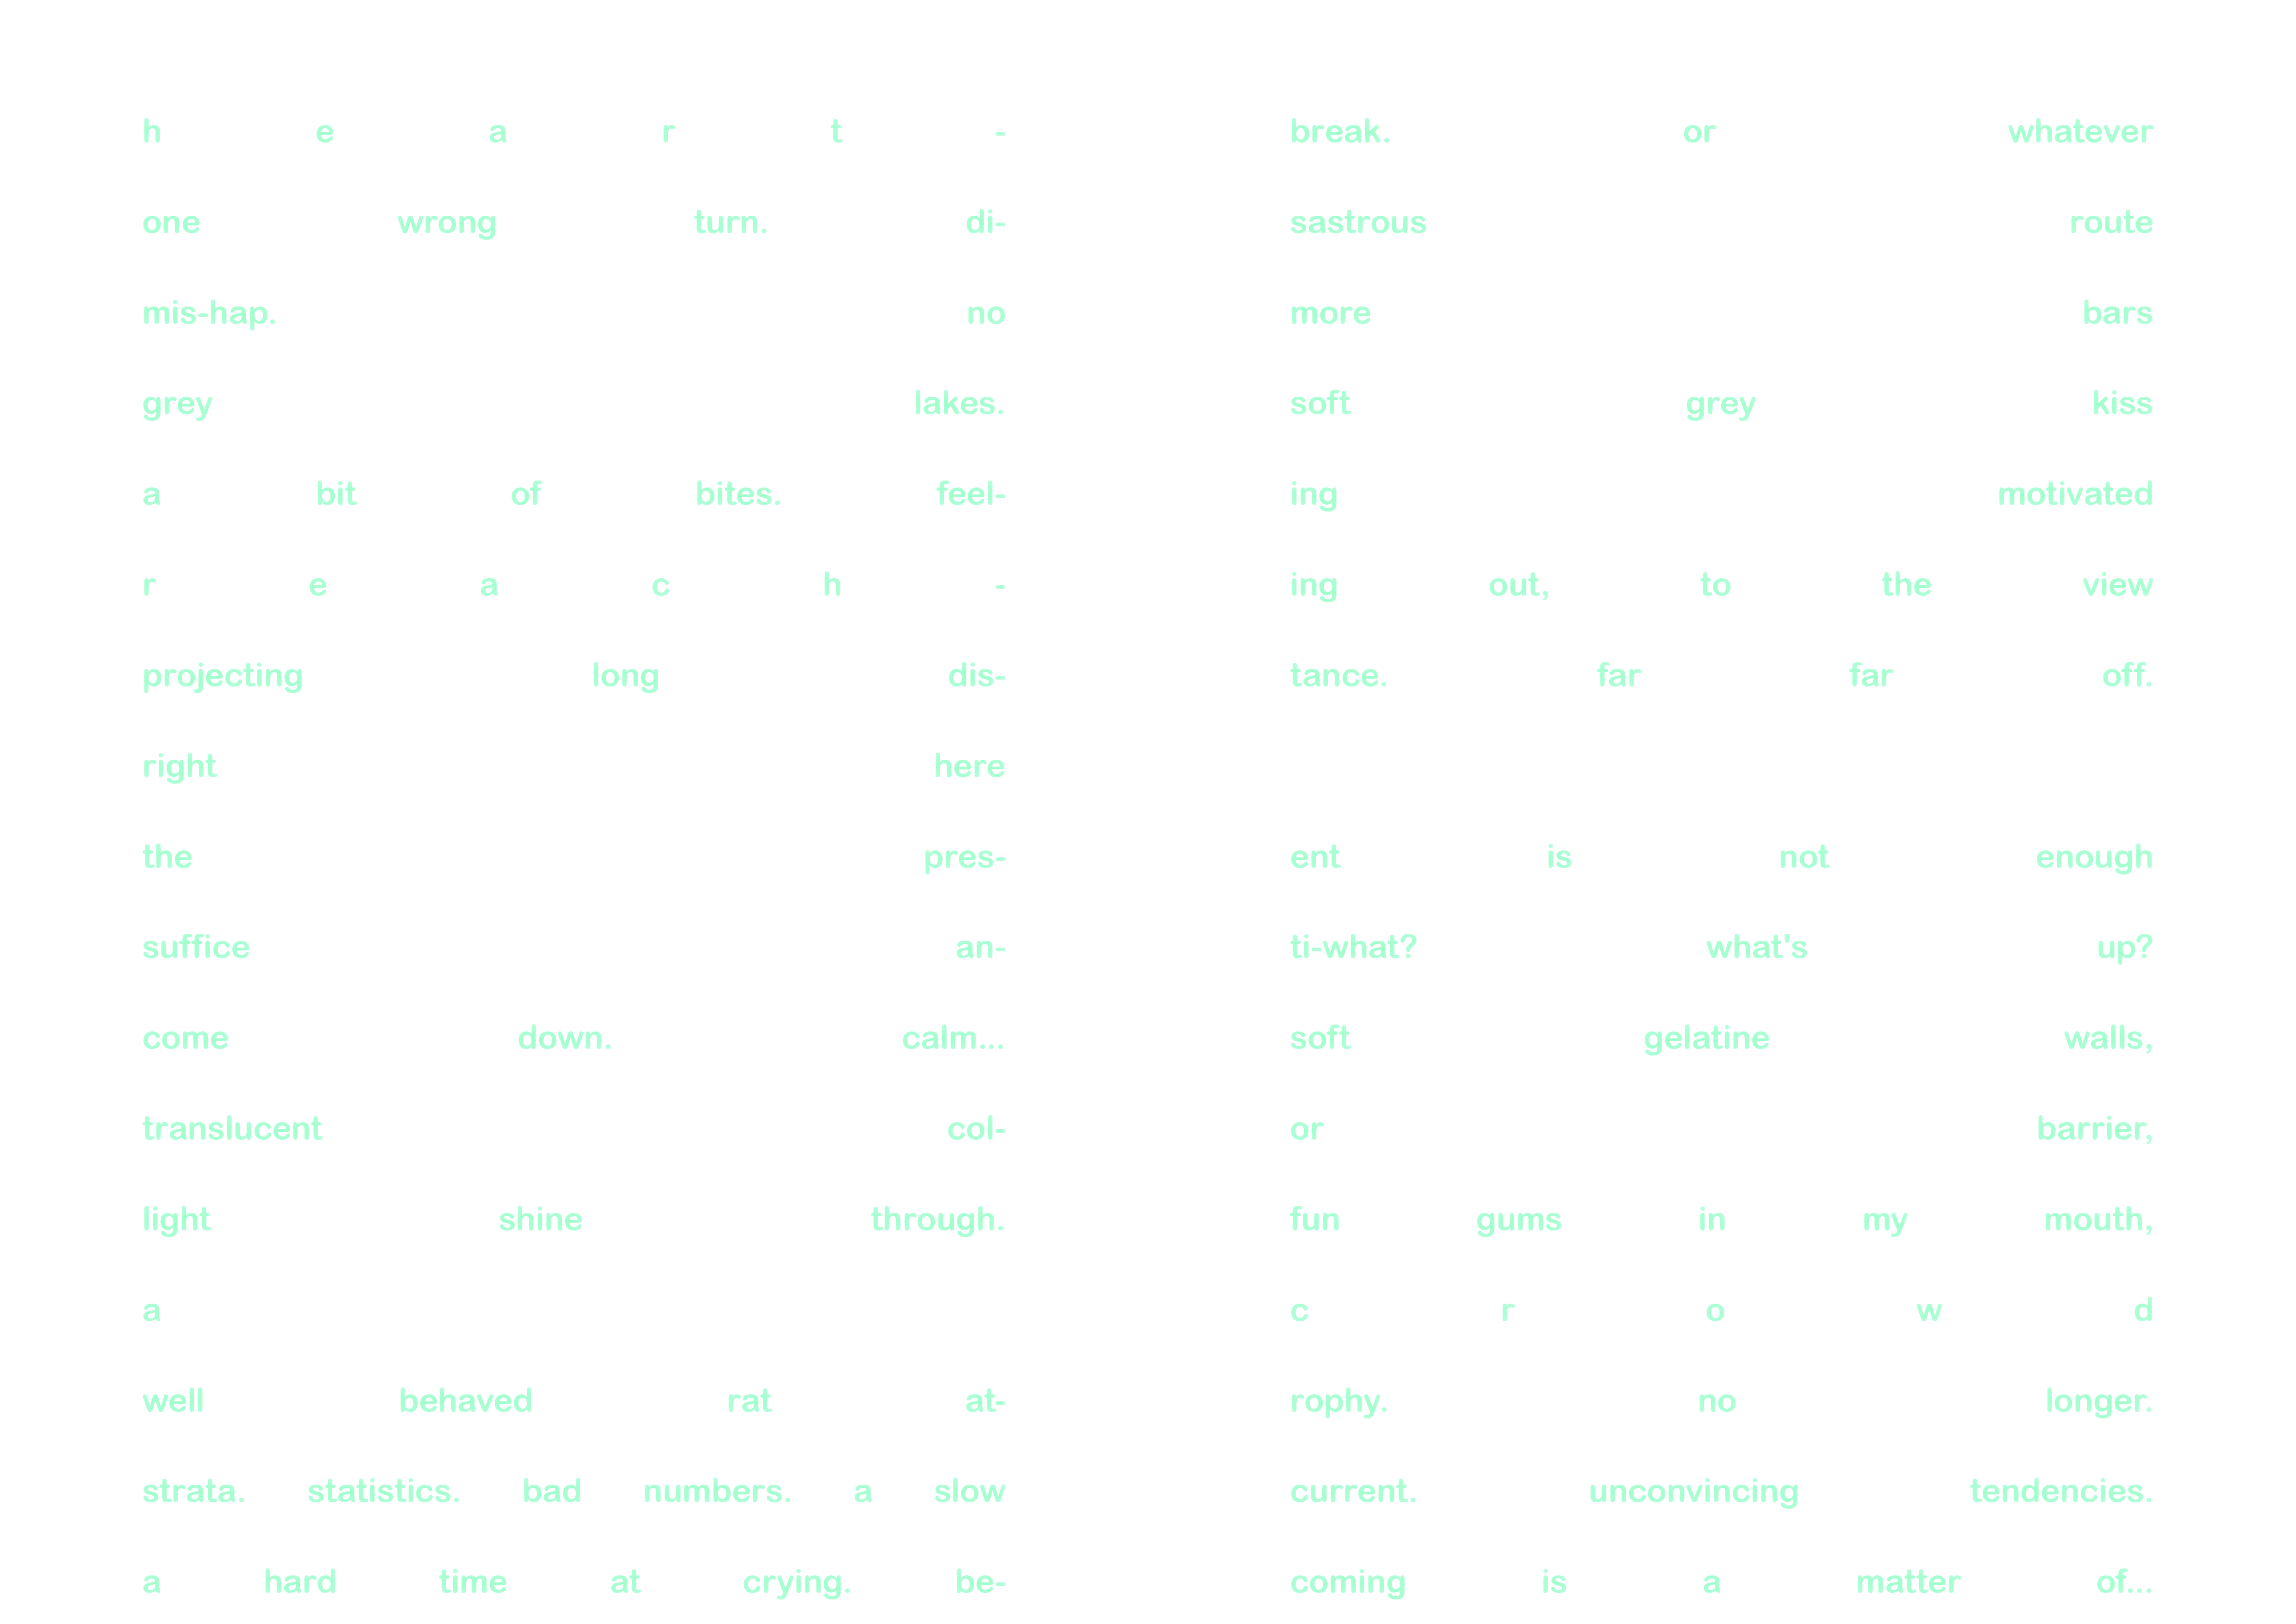 h e a r t - break. or whatever
one wrong turn. di- sastrous route
mis-hap. no more bars
grey lakes. soft grey kiss
a bit of bites. feel- ing motivated
r e a c h - ing out, to the view
projecting long dis- tance. far far off.
right here
the pres- ent is not enough
suffice an- ti-what? what's up?
come down. calm... soft gelatine walls,
translucent col- or barrier,
light shine through. fun gums in my mouth,
a c r o w d
well behaved rat at- rophy. no longer.
strata. statistics. bad numbers. a slow current. unconvincing tendencies.
a hard time at crying. be- coming is a matter of...